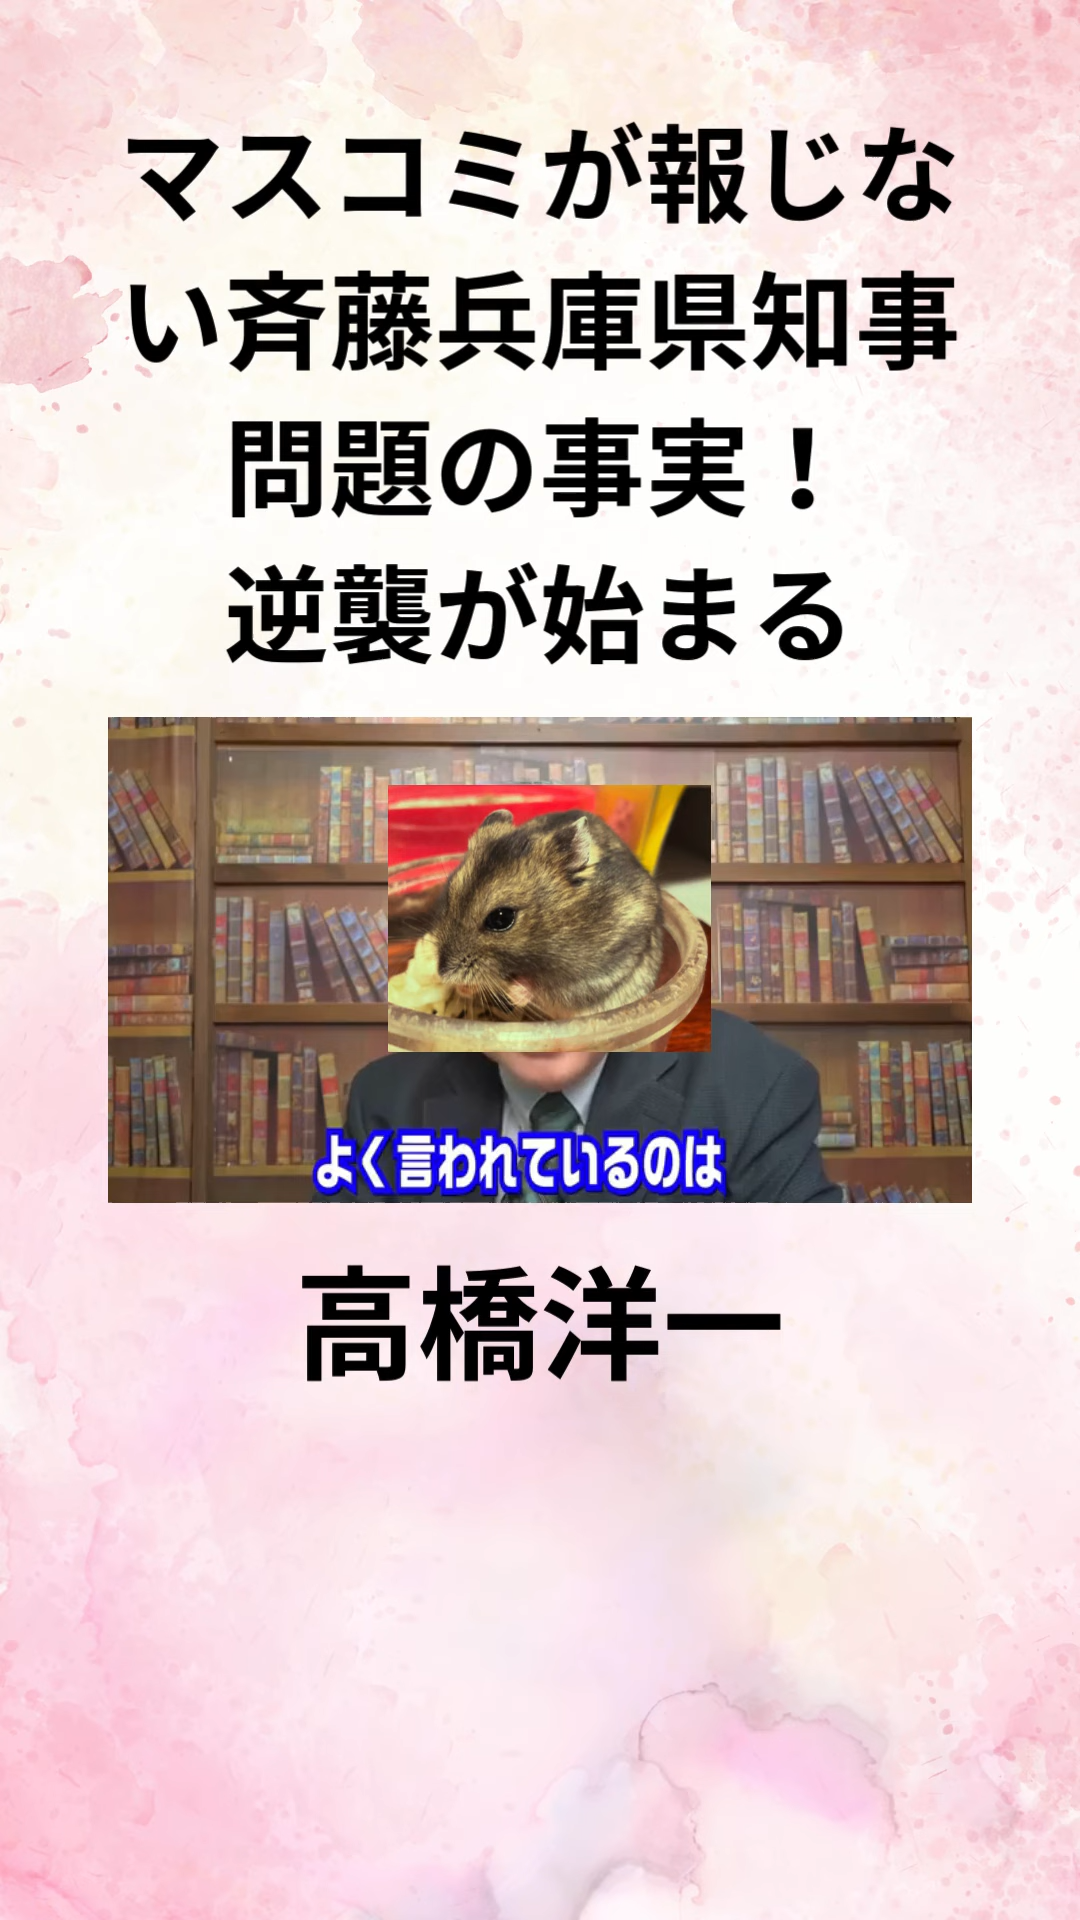 マスコミが報じな
い斉藤兵庫県知事
問題の事実！
逆襲が始まる
よく言われているのは
高橋洋一